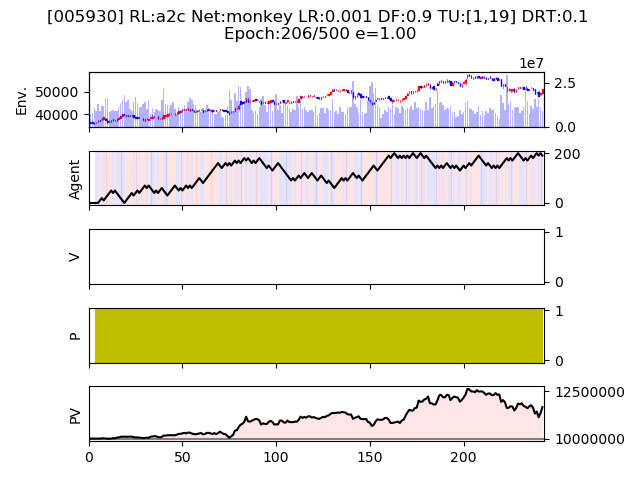 [005930] RL:a2c Net:monkey LR:0.001 DF:0.9 TU:[1,19] DRT:0.1
Epoch:206/500 e=1.00
1e7
Env.
50000
40000
2.5
0.0
Agent
200
0
V
1
0
P
1
0
PV
12500000
10000000
0 50 100 150 200